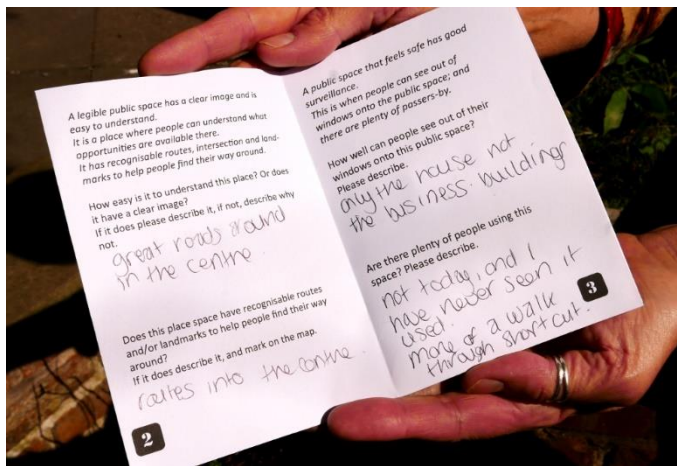 A legible public space has a clear image and is
easy to understand.
It is a place where people can understand what
opportunities are available there.
It has recognisable routes, intersection and land-
marks to help people find their way around.
How easy is it to understand this place? Or does
it have a clear image?
If it does please describe it, if not, describe why
not.
great roads around
in the centre.
Does this place space have recognisable routes
and/or landmarks to help people find their way
around?
If it does describe it, and mark on the map.
routes into the centre.
2
A public space that feels safe has good
surveillance.
This is when people can see out of
windows onto the public space; and
there are plenty of passers-by.
How well can people see out of their
windows onto this public space?
Please describe.
only the house not
the business buildings
Are there plenty of people using this
space? Please describe.
not today, and I
have never seen it
used.
more of a walk
through short cut.
3